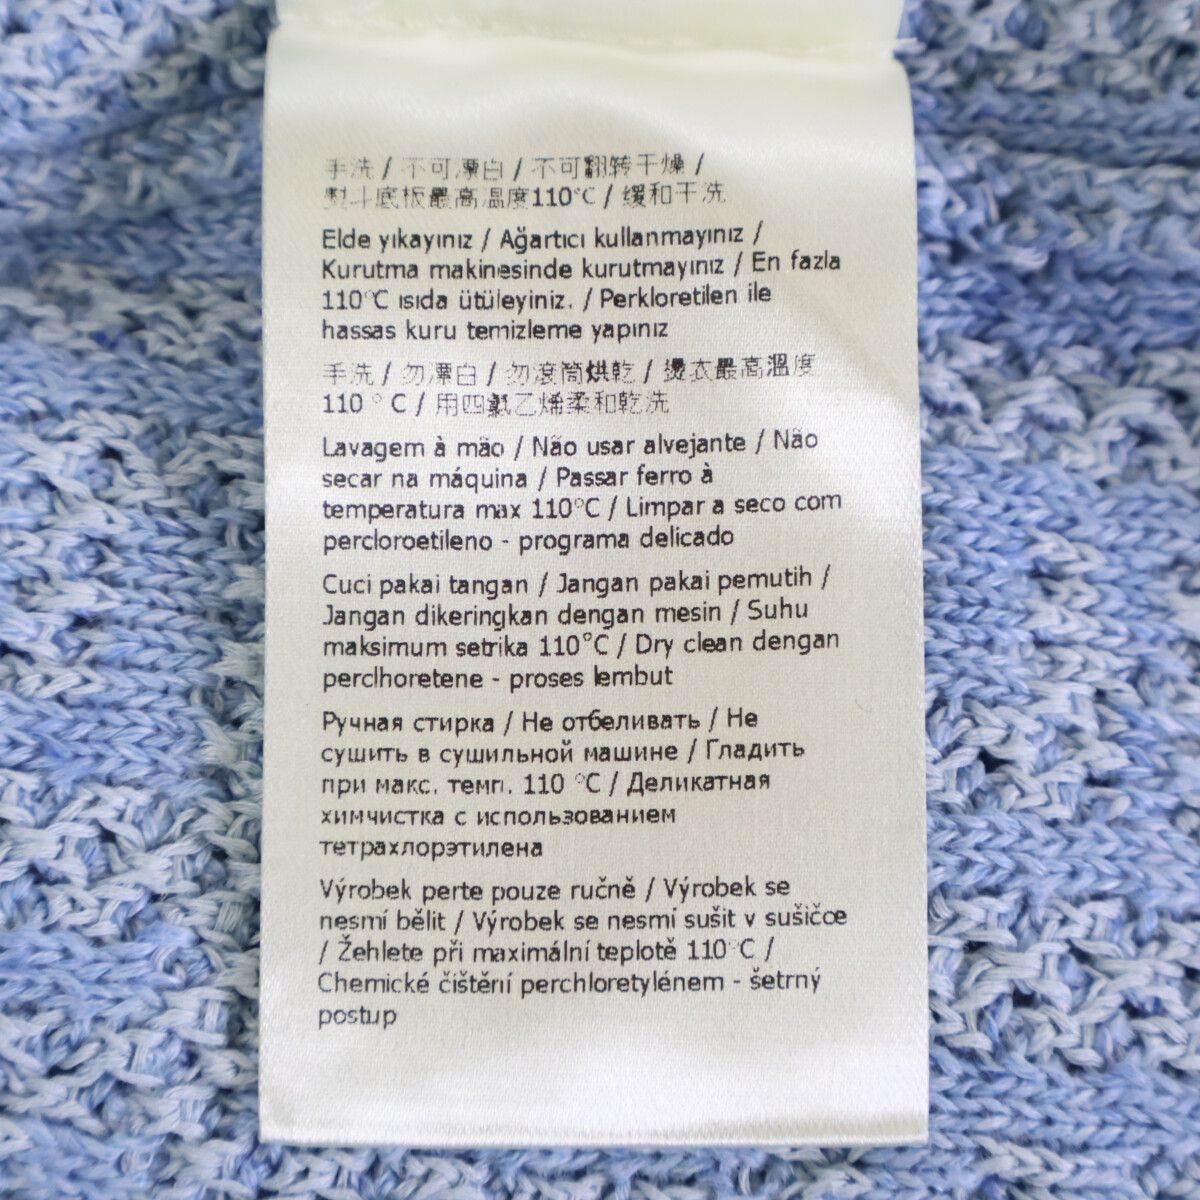 手洗 / 不可漂白 / 不可翻转干燥 /
熨斗底板最高温度110°C / 缓和干洗
Elde yıkayınız / Ağartıcı kullanmayınız /
Kurutma makinesinde kurutmayınız / En fazla
110°C ısıda ütüleyiniz. / Perkloretilen ile
hassas kuru temizleme yapınız
手洗 / 勿漂白 / 勿滾筒烘乾 / 燙衣最高溫度
110 ° C / 用四氯乙烯柔和乾洗
Lavagem à mão / Não usar alvejante / Não
secar na máquina / Passar ferro à
temperatura max 110°C / Limpar a seco com
percloroetileno - programa delicado
Cuci pakai tangan / Jangan pakai pemutih /
Jangan dikeringkan dengan mesin / Suhu
maksimum setrika 110°C / Dry clean dengan
perclhoretene - proses lembut
Ручная стирка / Не отбеливать / Не
сушить в сушильной машине / Гладить
при макс. темп. 110 °C / Деликатная
химчистка с использованием
тетрахлорэтилена
Výrobek perte pouze ručně / Výrobek se
nesmí bělit / Výrobek se nesmí sušit v sušičce
/ Žehlete při maximální teplotě 110°C /
Chemické čištění perchloretylénem - šetrný
postup